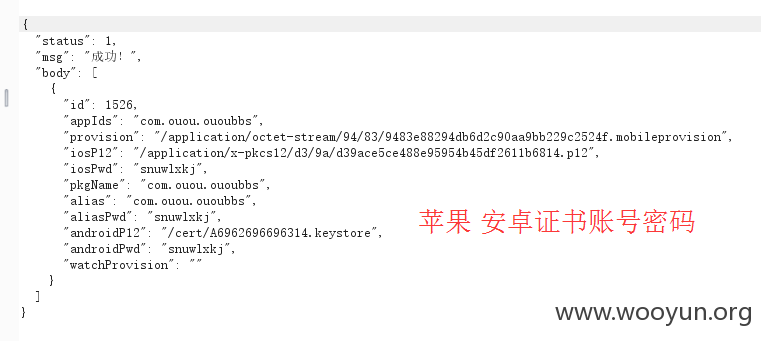 {
"status": 1,
"msg": "成功!",
"body": [
{
"id": 1526,
"appIds": "com.ouou.ououbbs",
"provision": "/application/octet-stream/94/83/9483e88294db6d2c90aa9bb229c2524f.mobileprovision",
"iosP12": "/application/x-pkcs12/d3/9a/d39ace5ce488e95954b45df2611b6814.p12",
"iosPwd": "snuwlxkj",
"pkgName": "com.ouou.ououbbs",
"alias": "com.ouou.ououbbs",
"aliasPwd": "snuwlxkj",
"androidP12": "/cert/A6962696696314.keystore",
"androidPwd": "snuwlxkj",
"watchProvision": ""
}
]
}
苹果 安卓证书账号密码
www.wooyun.org